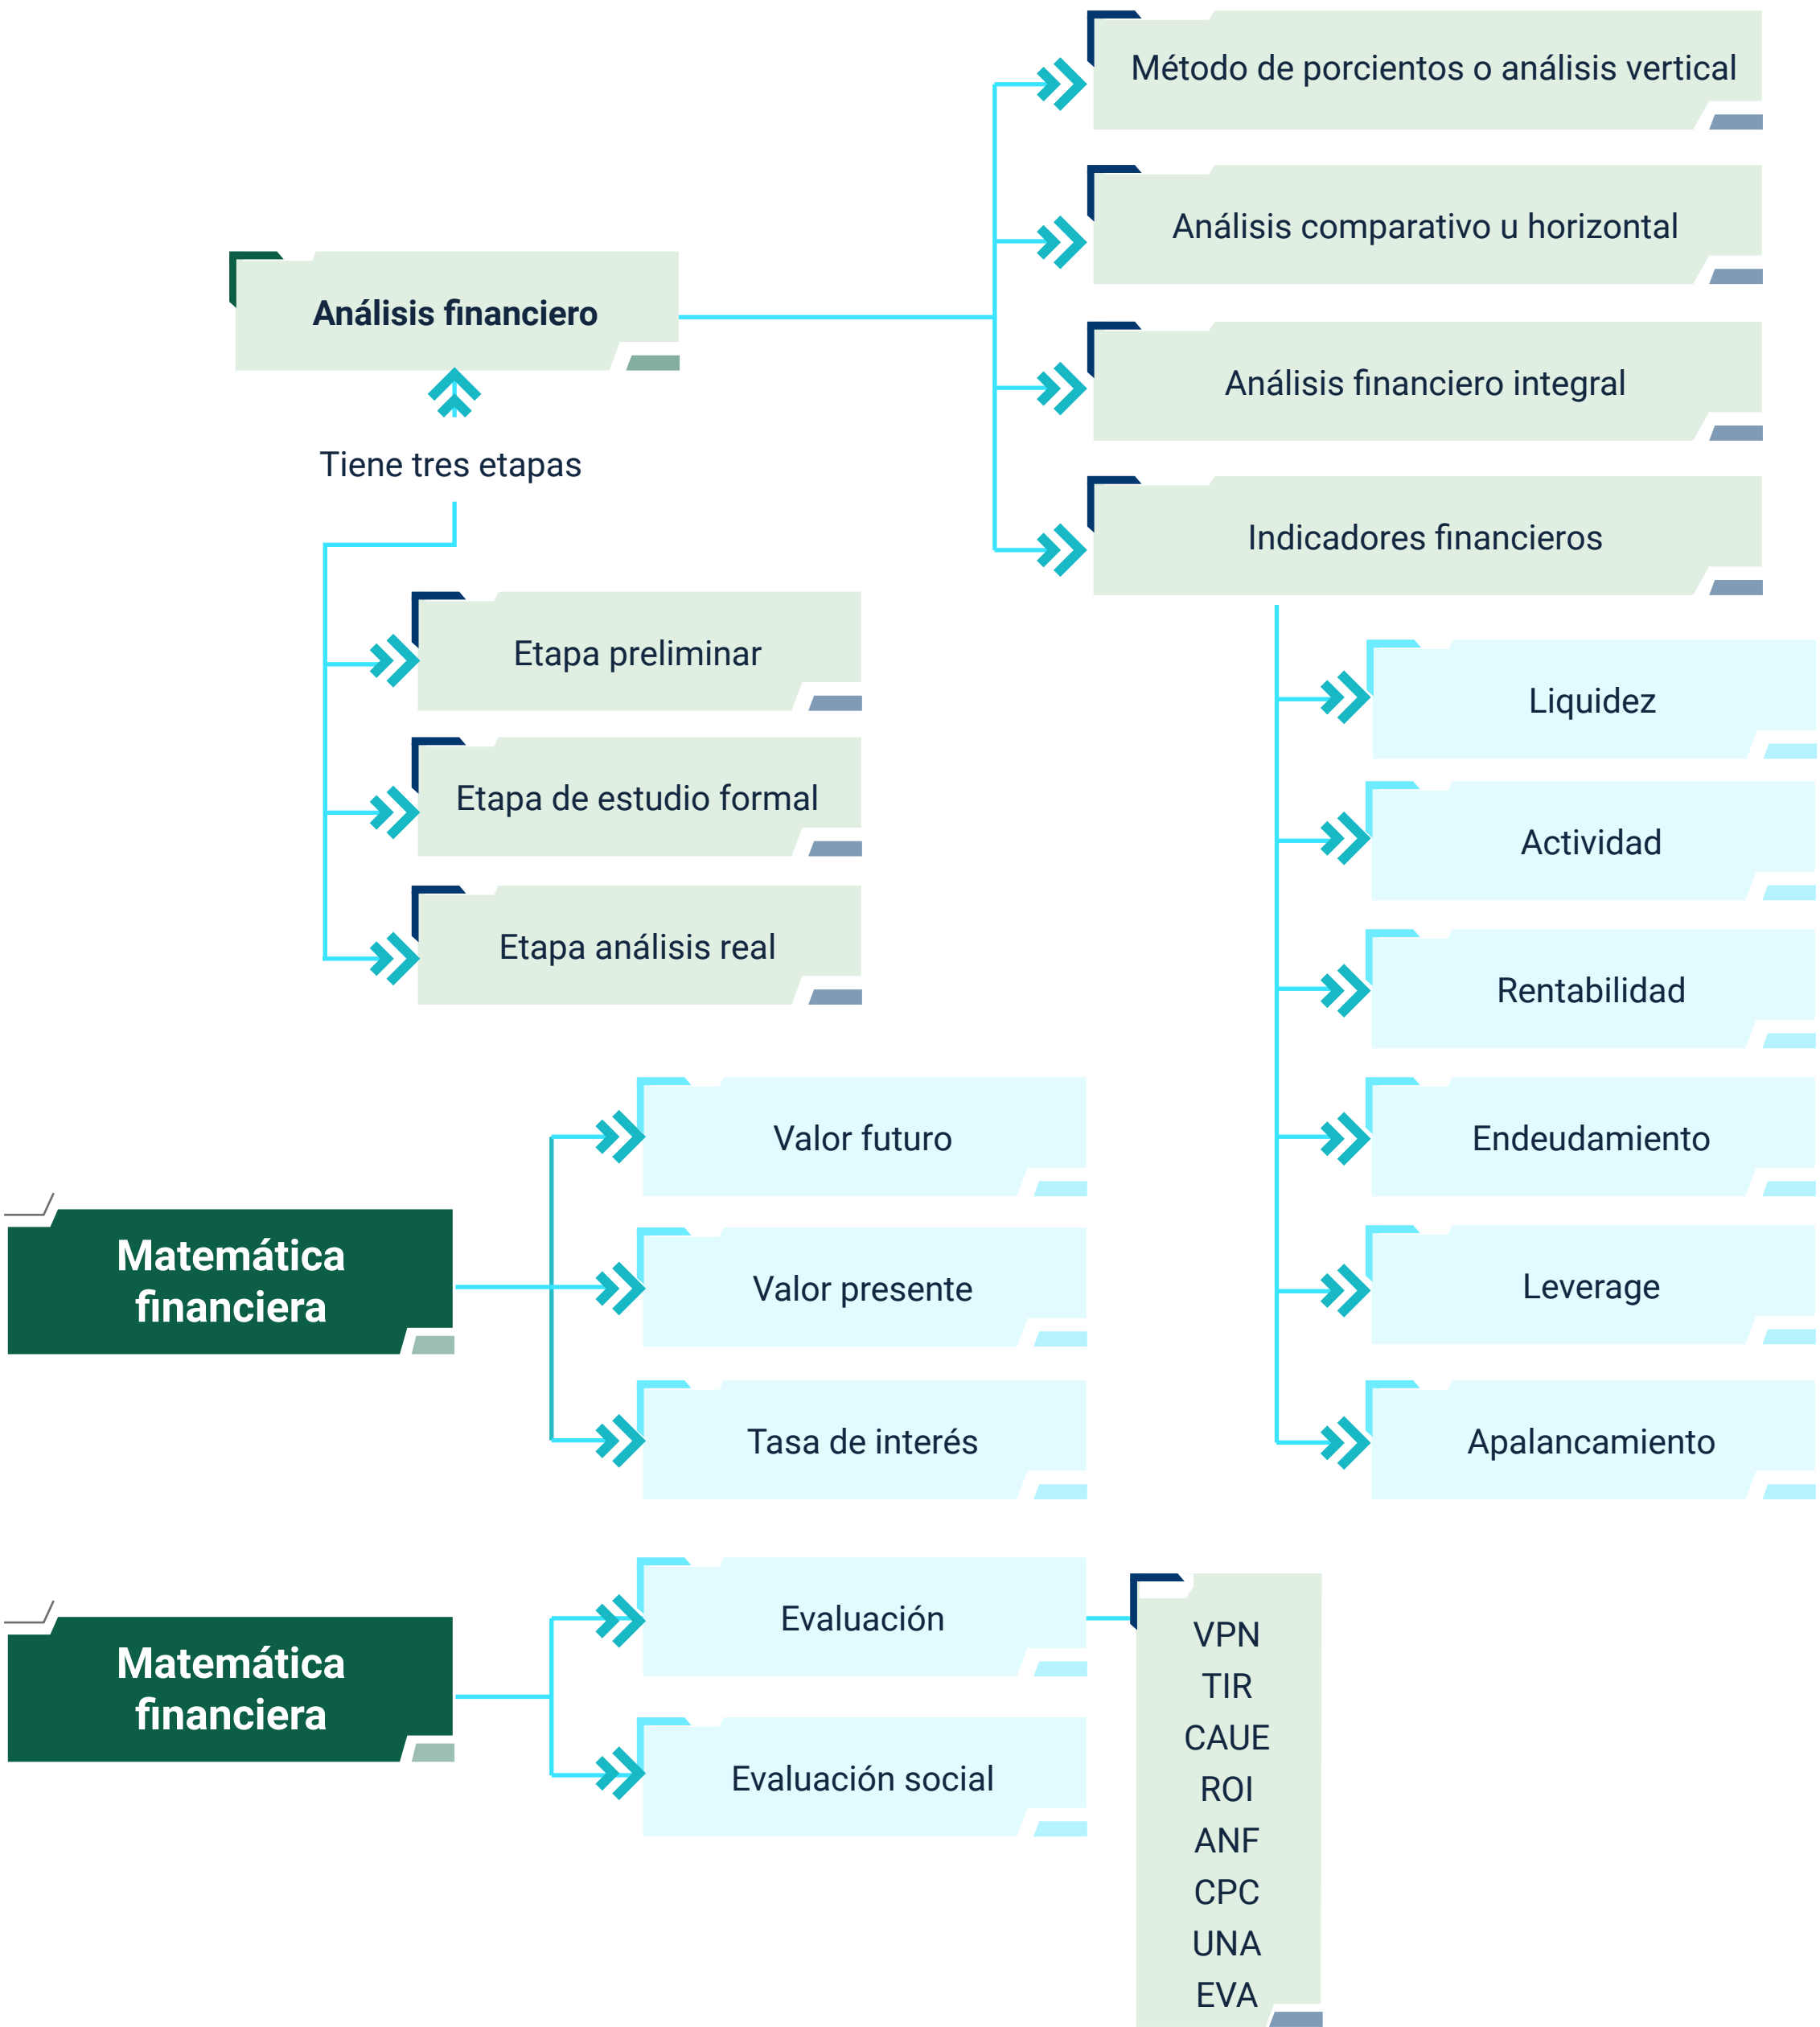 Método de porcientos o análisis vertical
Análisis comparativo u horizontal
Análisis financiero
Análisis financiero integral
Tiene tres etapas
Indicadores financieros
Etapa preliminar
Etapa de estudio formal
Etapa análisis real
Liquidez
Actividad
Rentabilidad
Endeudamiento
Leverage
Apalancamiento
Matemática
financiera
Valor futuro
Valor presente
Tasa de interés
Matemática
financiera
Evaluación
Evaluación social
VPN
TIR
CAUE
ROI
ANF
CPC
UNA
EVA